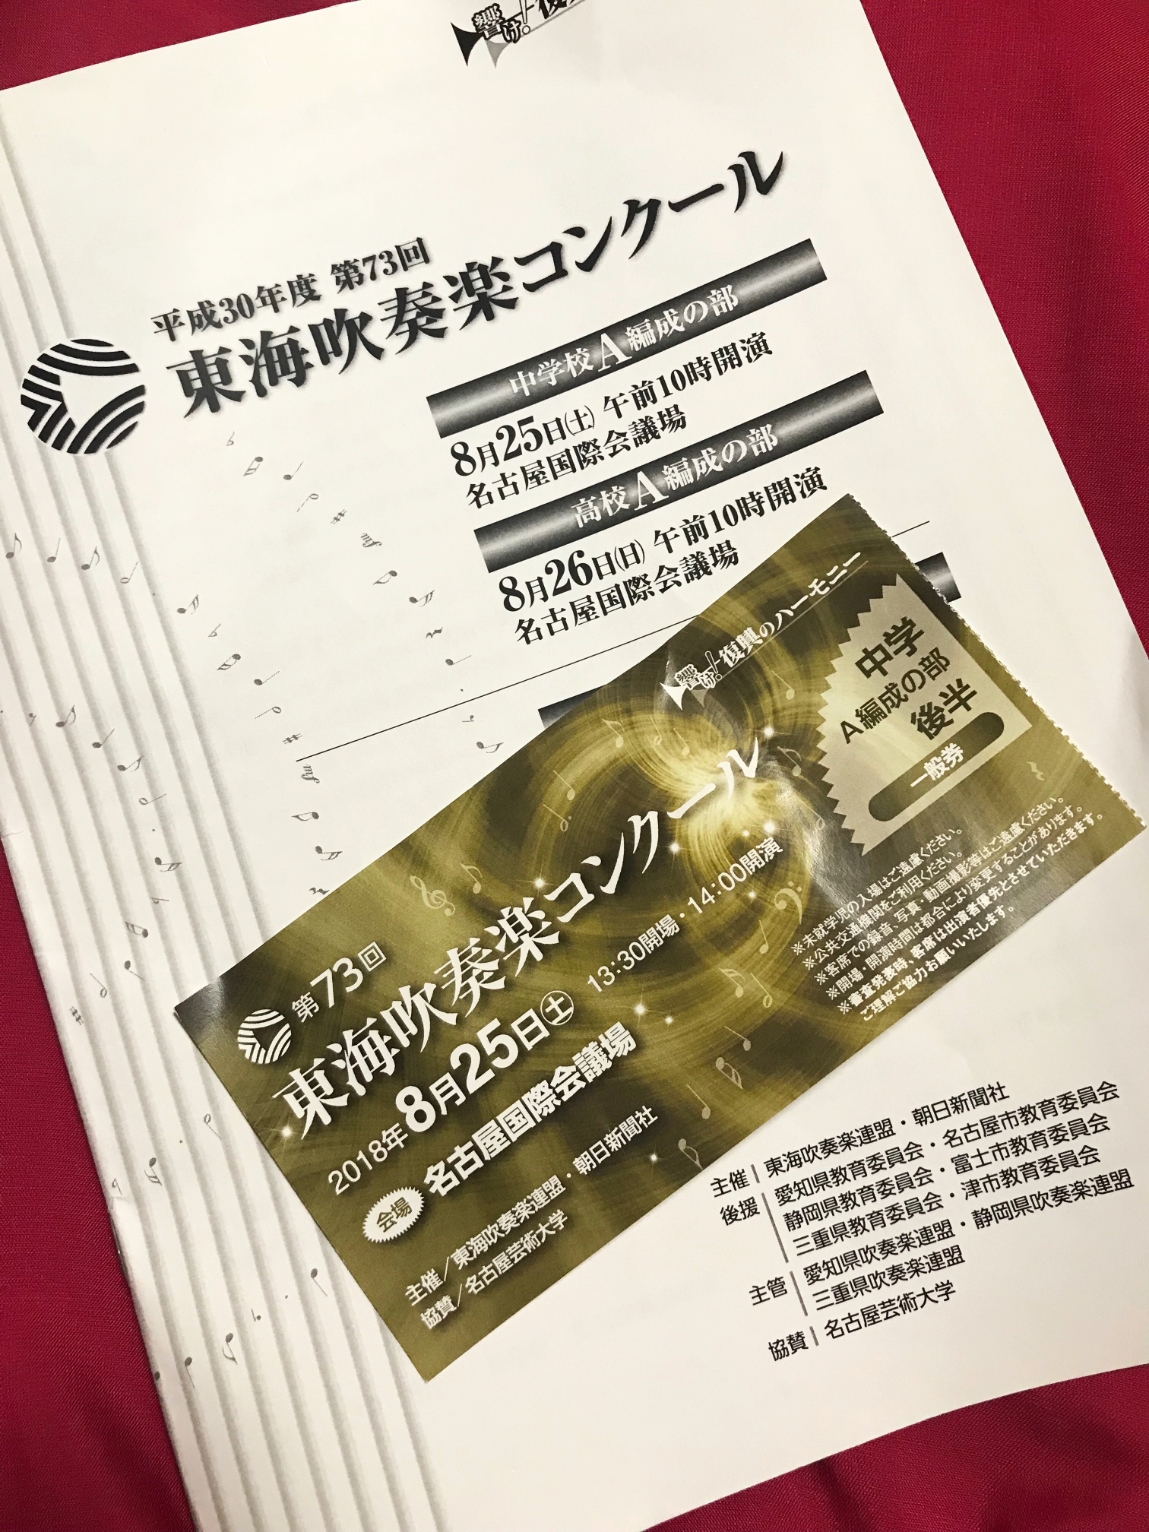 響け!復興
平成30年度 第73回
東海吹奏楽コンクール
中学校A編成の部
8月25日(土) 午前10時開演
名古屋国際会議場
高校A編成の部
8月26日(日) 午前10時開演
名古屋国際会議場
響け!復興のハーモニー
中学
A編成の部
後半
一般券
第73回
東海吹奏楽コンクール
2018年8月25日土 13:30開場・14:00開演
会場 名古屋国際会議場
主催/東海吹奏楽連盟・朝日新聞社
協賛/名古屋芸術大学
※未就学児の入場はご遠慮ください。
※公共交通機関をご利用ください。
※客席での録音・写真・動画撮影等はご遠慮ください。
※開場・開演時間は都合により変更することがあります。
※審査発表時、客席は出演者優先とさせていただきます。
ご理解ご協力お願いいたします。
主催 東海吹奏楽連盟・朝日新聞社
後援 愛知県教育委員会・名古屋市教育委員会
静岡県教育委員会・富士市教育委員会
三重県教育委員会・津市教育委員会
主管 愛知県吹奏楽連盟・静岡県吹奏楽連盟
三重県吹奏楽連盟
協賛 名古屋芸術大学